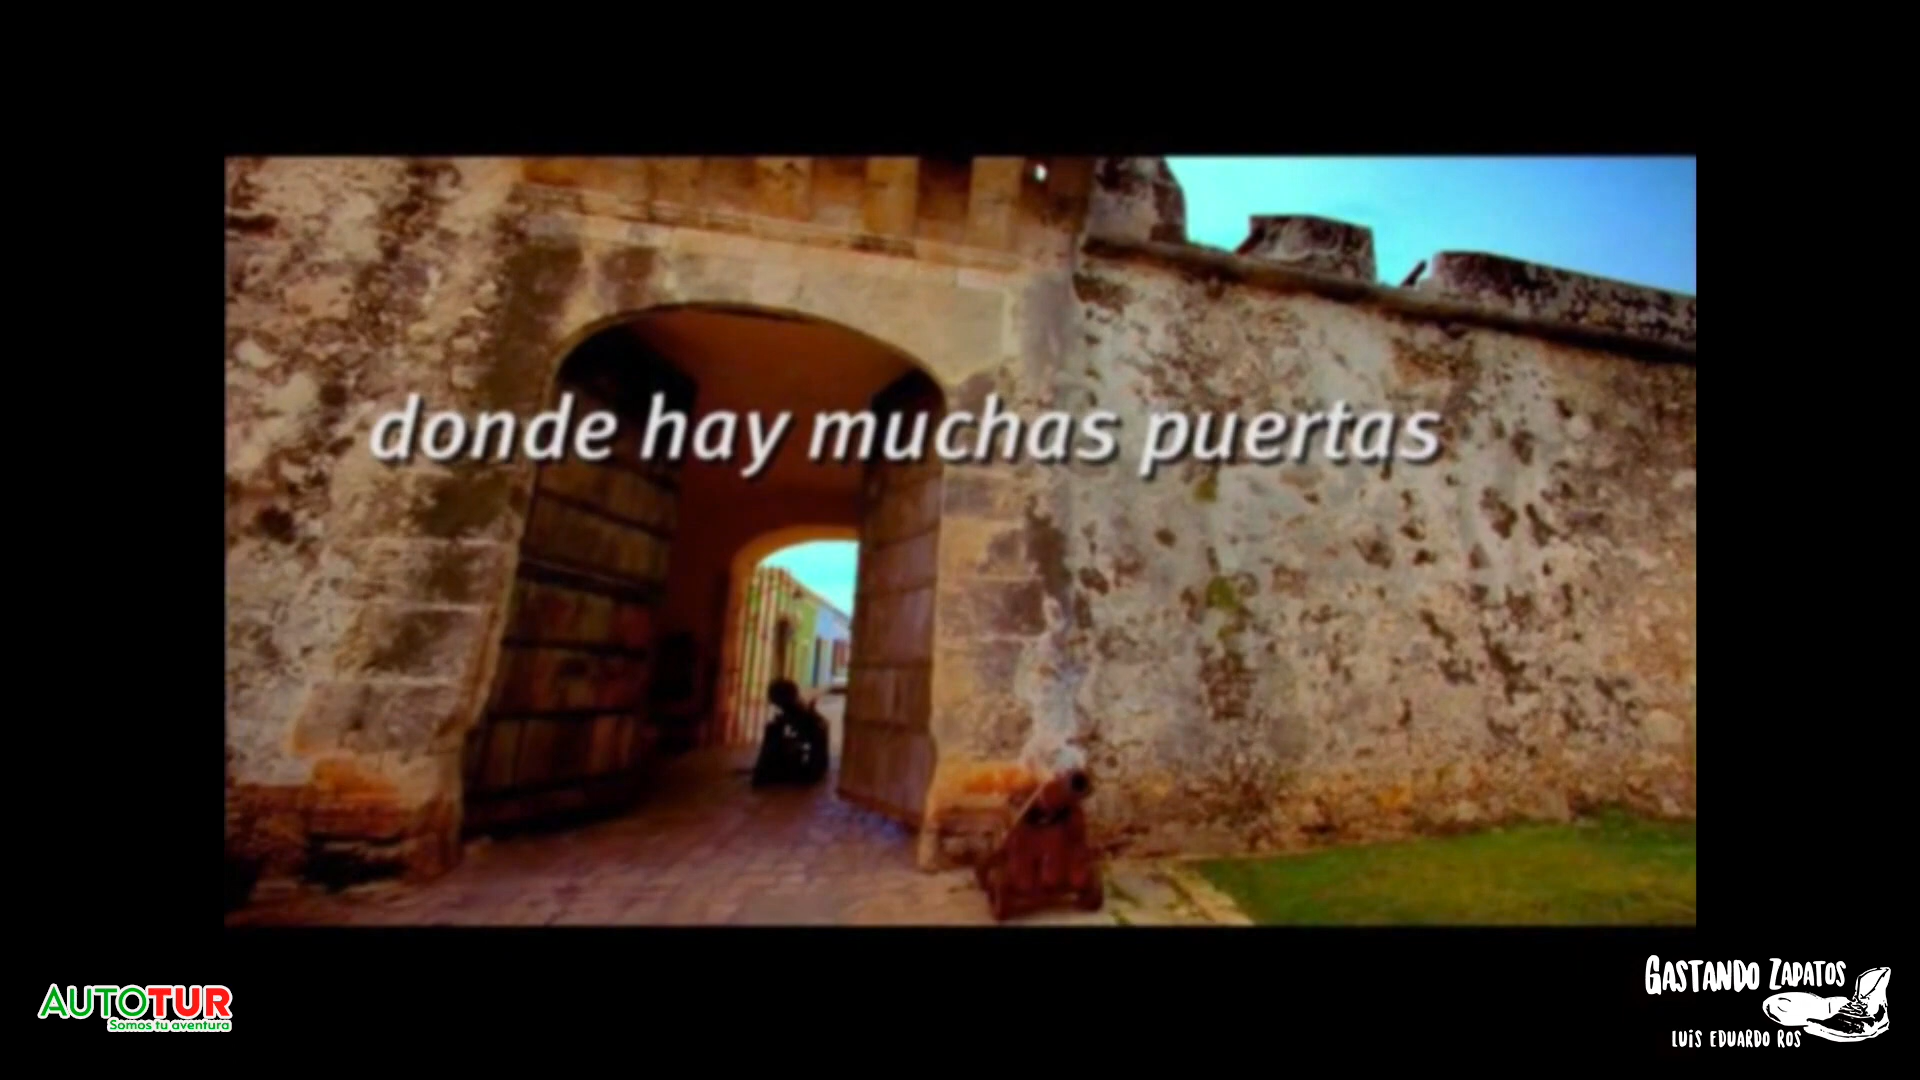 donde hay muchas puertas
AUTOTUR
Somos tu aventura
GASTANDO ZAPATOS
LUIS EDUARDO ROS